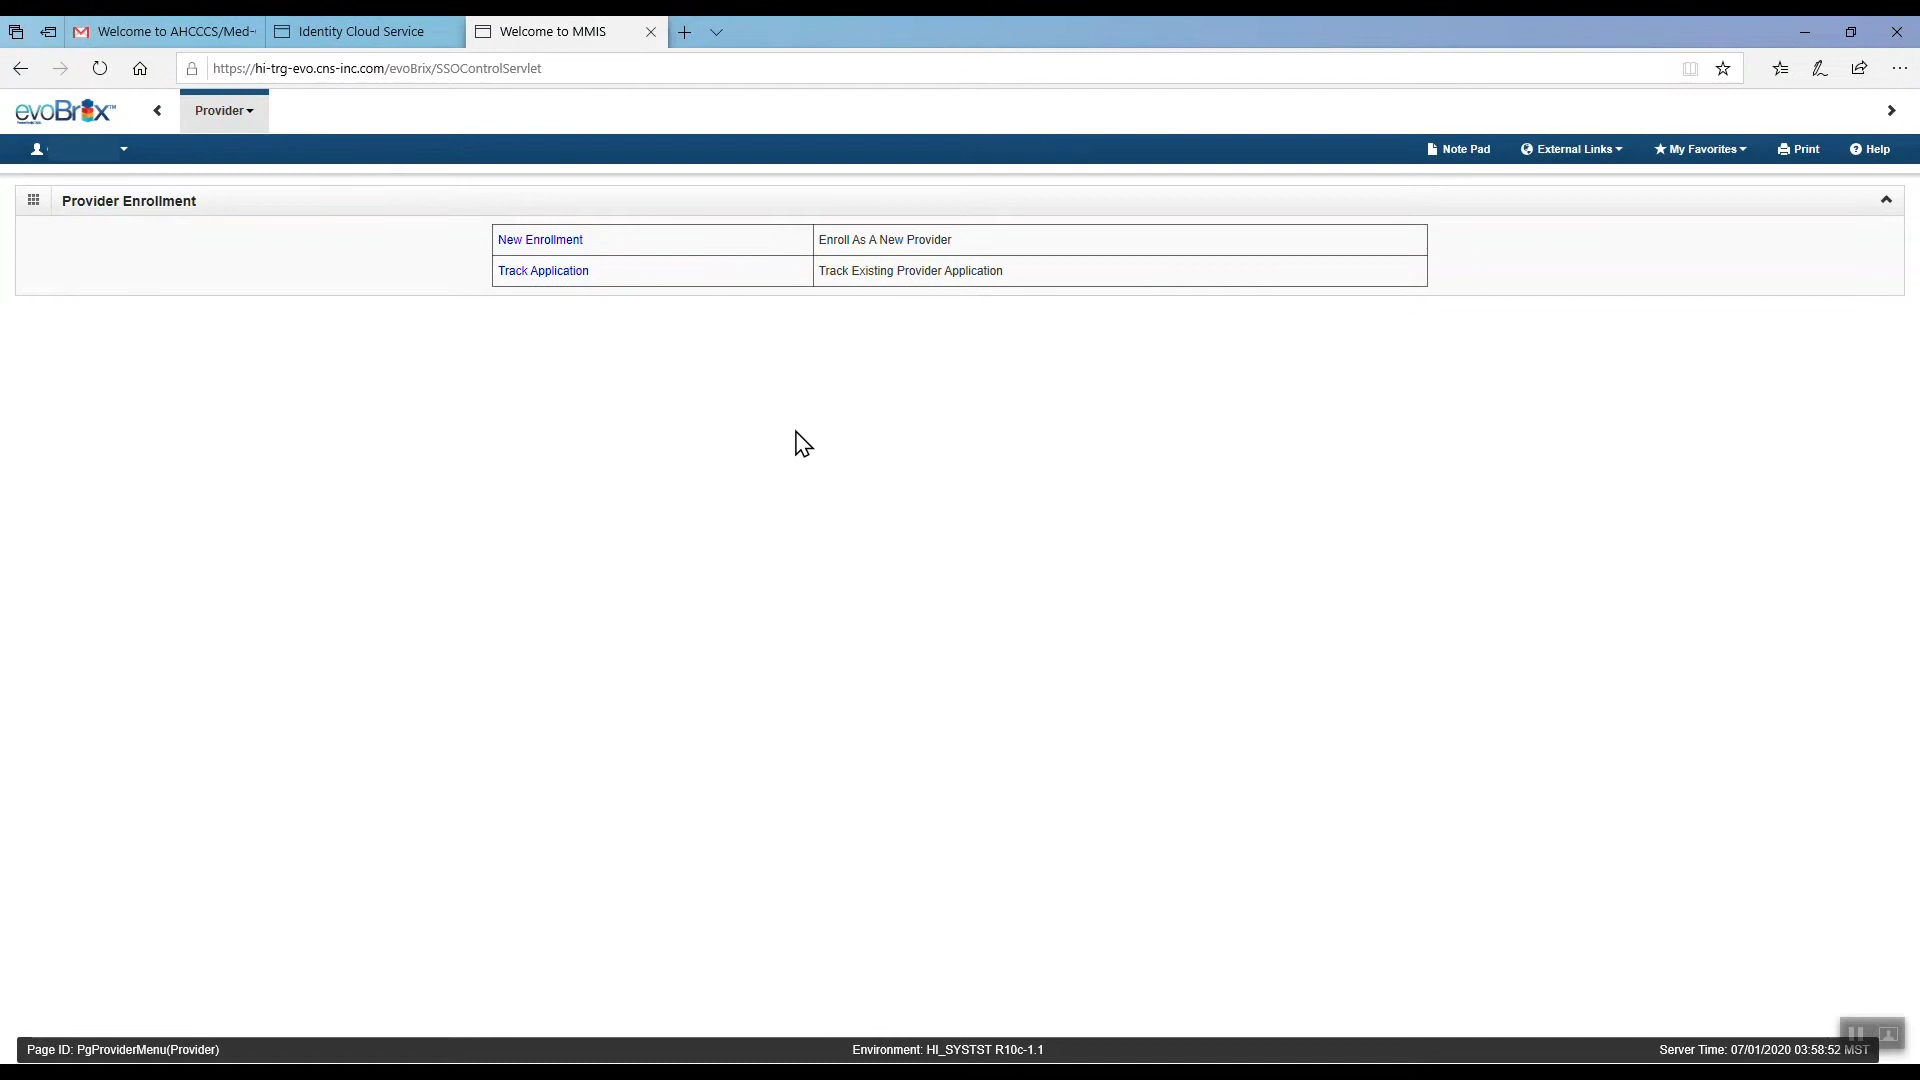 Welcome to AHCCCS/Med-
Identity Cloud Service
Welcome to MMIS
https://hi-trg-evo.cns-inc.com/evoBrix/SSOControlServlet
evoBrix™
Provider
Note Pad
External Links
My Favorites
Print
Help
Provider Enrollment
New Enrollment
Enroll As A New Provider
Track Application
Track Existing Provider Application
Page ID: PgProviderMenu(Provider)
Environment: HI_SYSTST R10c-1.1
Server Time: 07/01/2020 03:58:52 MST